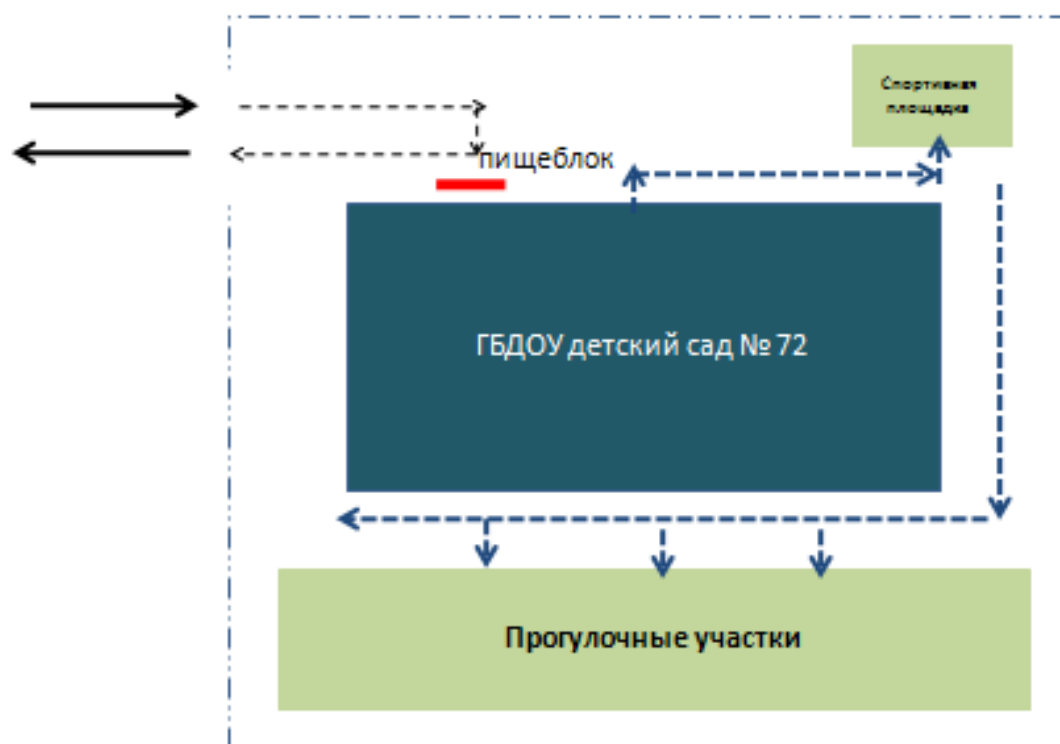 Спортивная
площадка
пищеблок
ГБДОУ детский сад № 72
Прогулочные участки